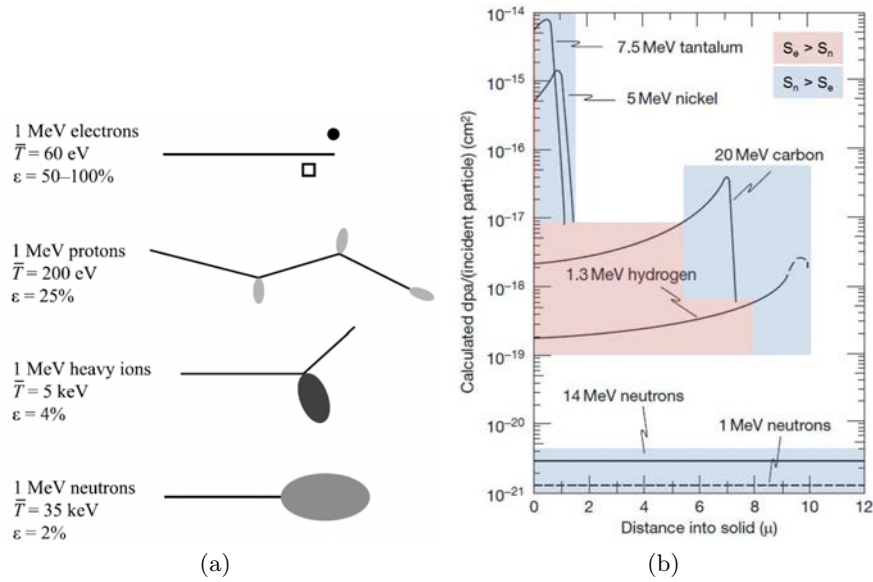 1 MeV electrons
T̄ = 60 eV
ε = 50–100%
1 MeV protons
T̄ = 200 eV
ε = 25%
1 MeV heavy ions
T̄ = 5 keV
ε = 4%
1 MeV neutrons
T̄ = 35 keV
ε = 2%
(a)
Calculated dpa/(incident particle) (cm²)
10⁻¹⁴
10⁻¹⁵
10⁻¹⁶
10⁻¹⁷
10⁻¹⁸
10⁻¹⁹
10⁻²⁰
10⁻²¹
7.5 MeV tantalum
Sₑ > Sₙ
Sₙ > Sₑ
5 MeV nickel
20 MeV carbon
1.3 MeV hydrogen
14 MeV neutrons
1 MeV neutrons
0 2 4 6 8 10 12
Distance into solid (μ)
(b)